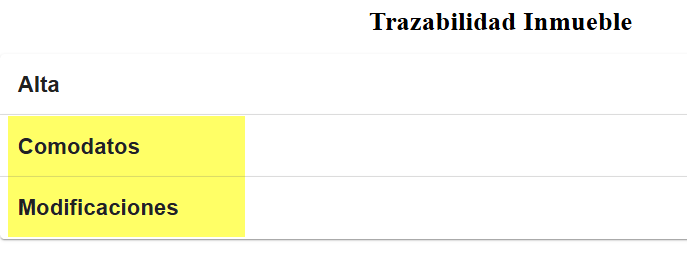 Trazabilidad Inmueble
Alta
Comodatos
Modificaciones